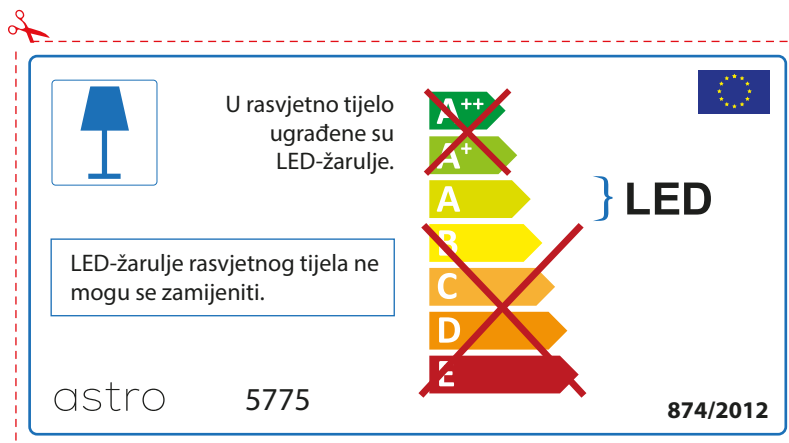 U rasvjetno tijelo
ugrađene su
LED-žarulje.
A++
A+
A
B
C
D
E
LED
LED-žarulje rasvjetnog tijela ne
mogu se zamijeniti.
astro
5775
874/2012